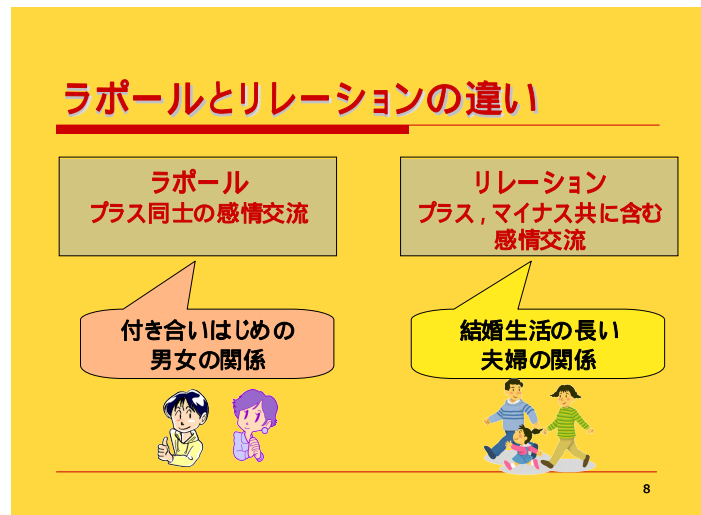 ラポールとリレーションの違い
ラポール
プラス同士の感情交流
リレーション
プラス,マイナス共に含む
感情交流
付き合いはじめの
男女の関係
結婚生活の長い
夫婦の関係
8